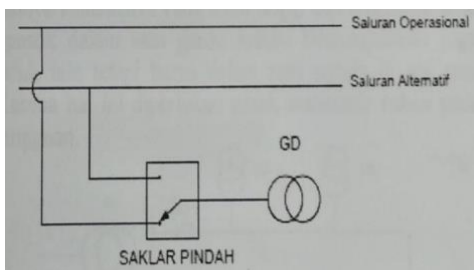 Saluran Operasional
Saluran Alternatif
GD
SAKLAR PINDAH